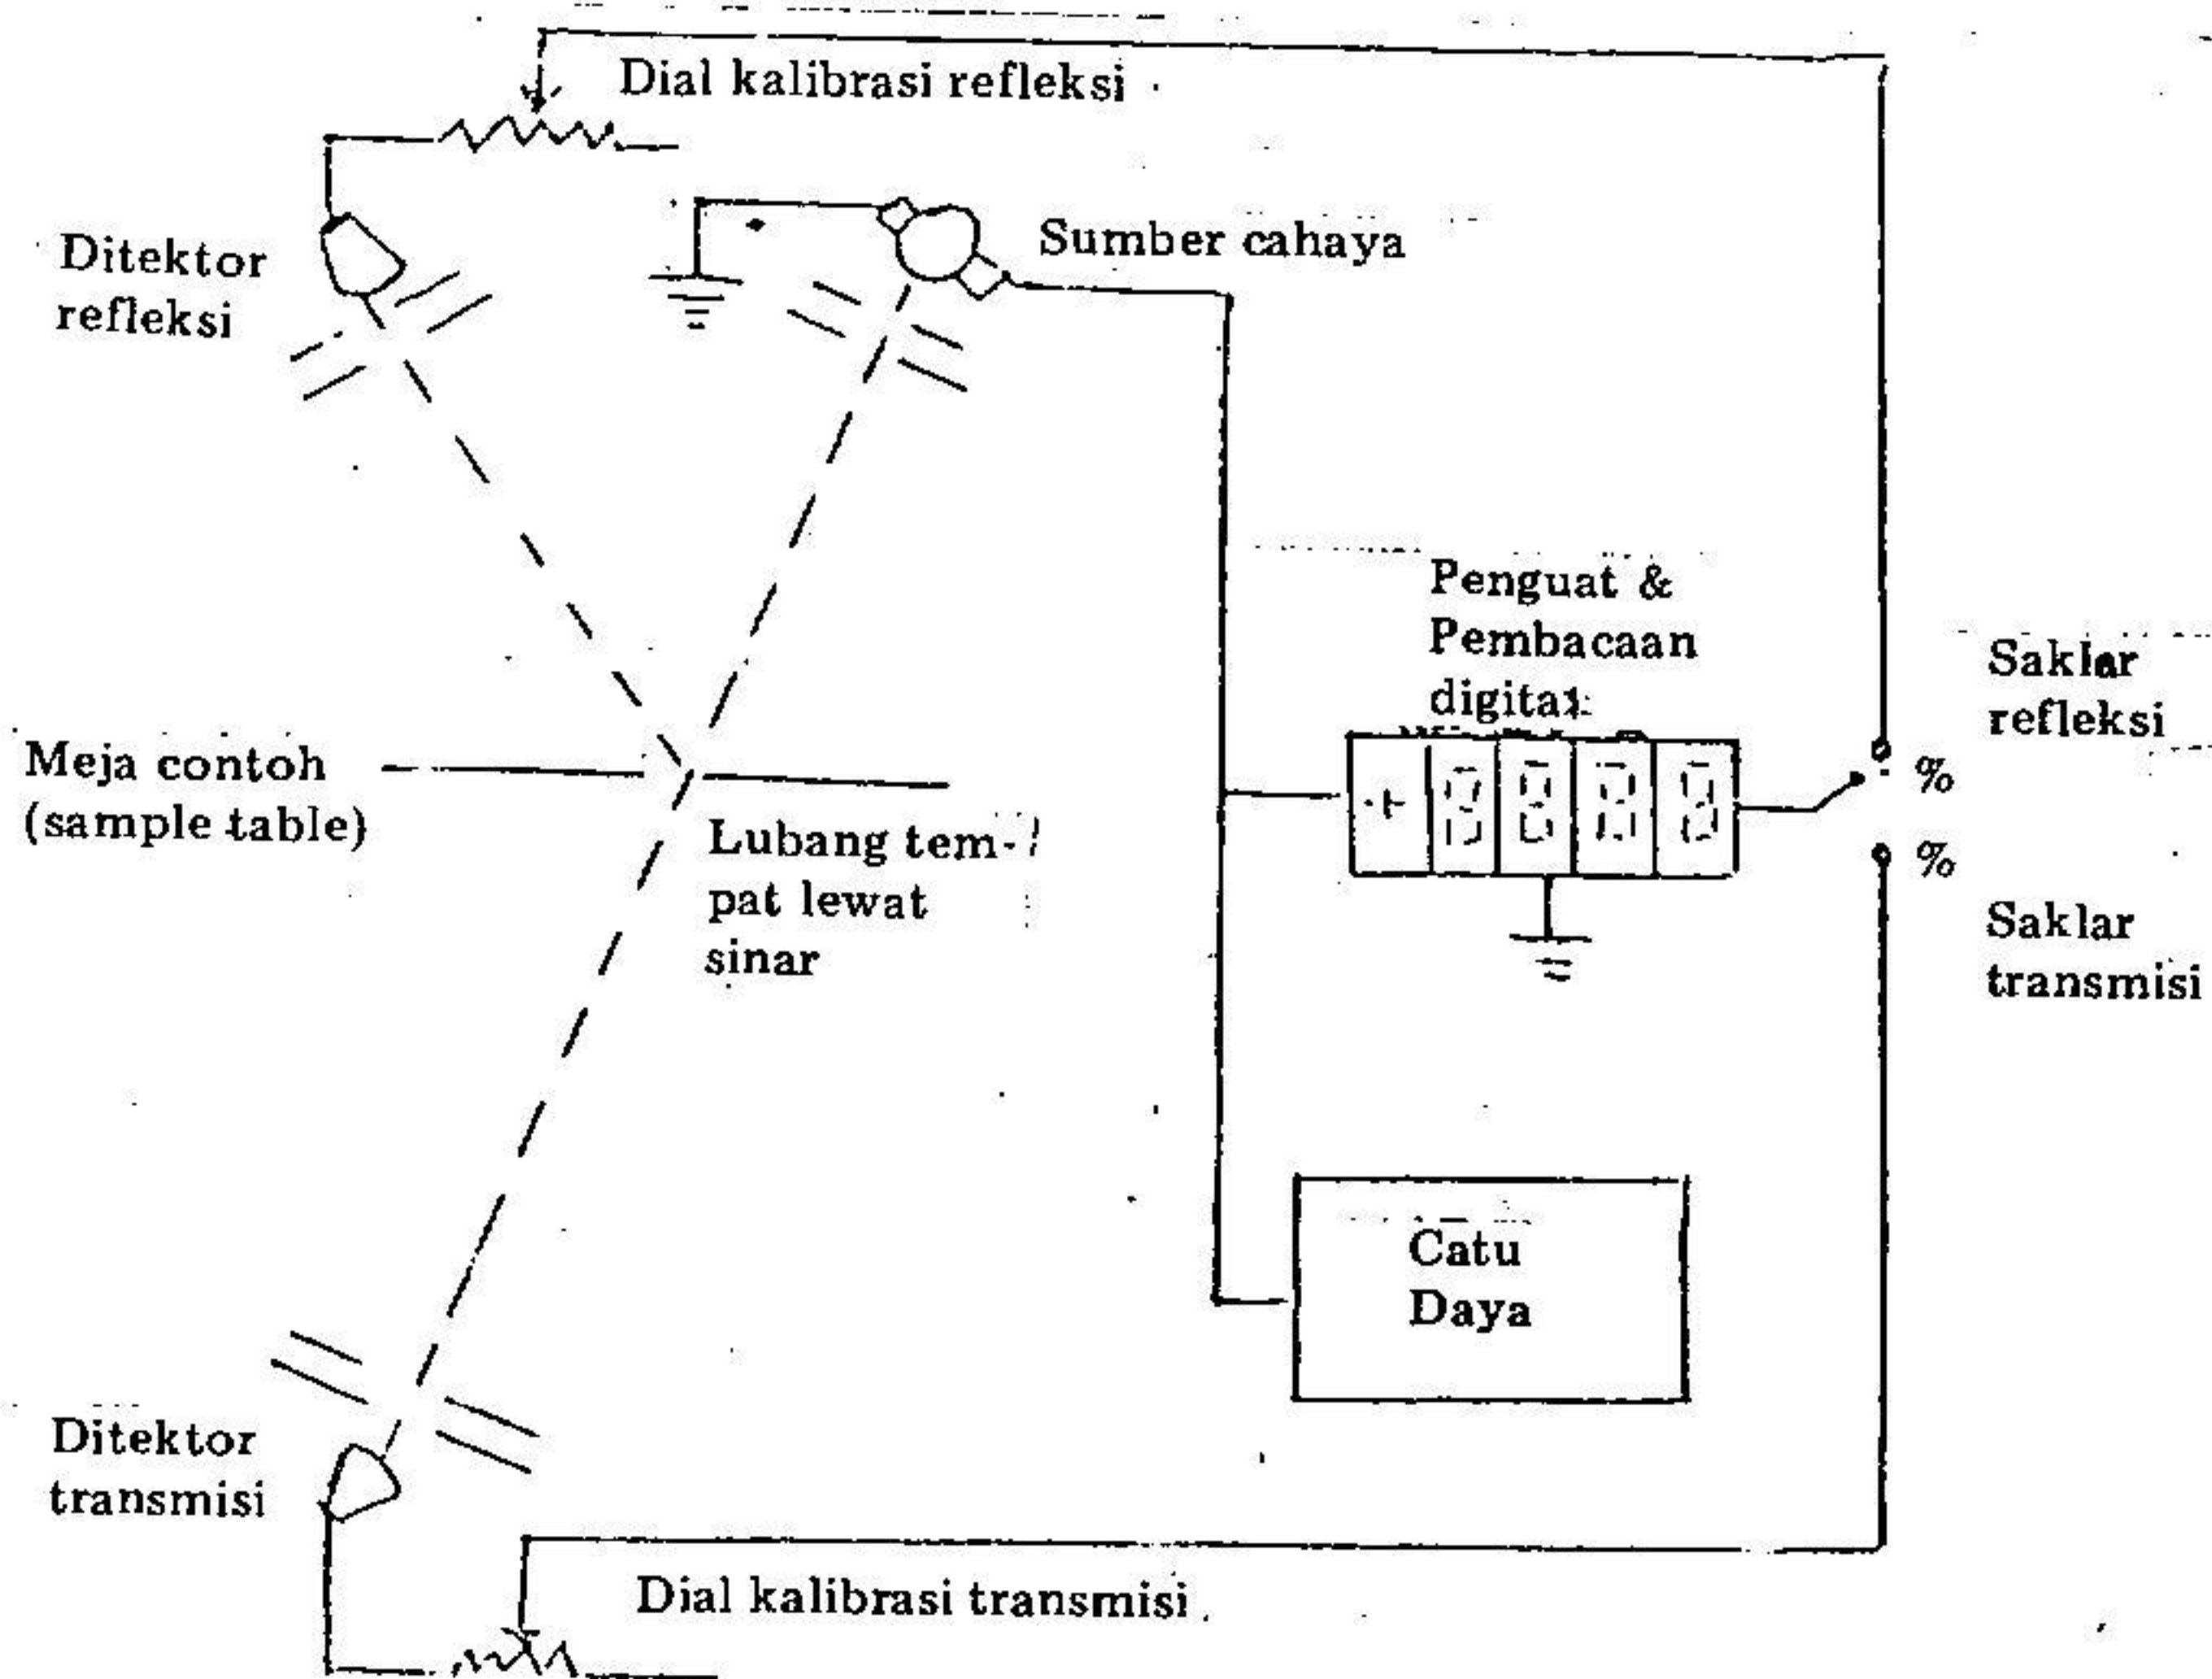 Dial kalibrasi refleksi
Ditektor
refleksi
Sumber cahaya
Penguat &
Pembacaan
digital
Saklar
refleksi
%
%
Saklar
transmisi
Meja contoh
(sample table)
Lubang tem-
pat lewat
sinar
Catu
Daya
Ditektor
transmisi
Dial kalibrasi transmisi